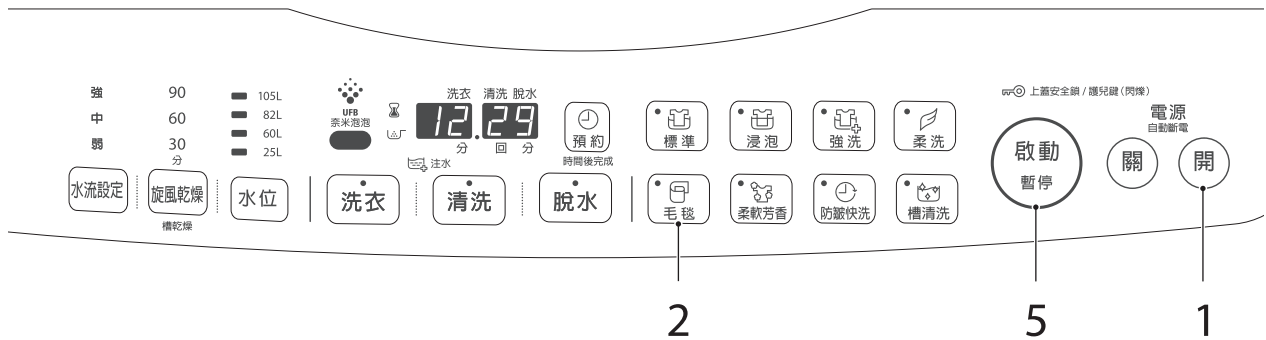 強
中
弱
水流設定
90
60
30
分
旋風乾燥
槽乾燥
105L
82L
60L
25L
水位
UFB
奈米泡泡
洗衣 清洗 脫水
12.29
分 回 分
注水
預約
時間後完成
洗衣
清洗
脫水
標準
浸泡
強洗
柔洗
毛毯
柔軟芳香
防皺快洗
槽清洗
上蓋安全鎖/護兒鍵(閃爍)
電源
自動斷電
啟動
暫停
關
開
2
5
1